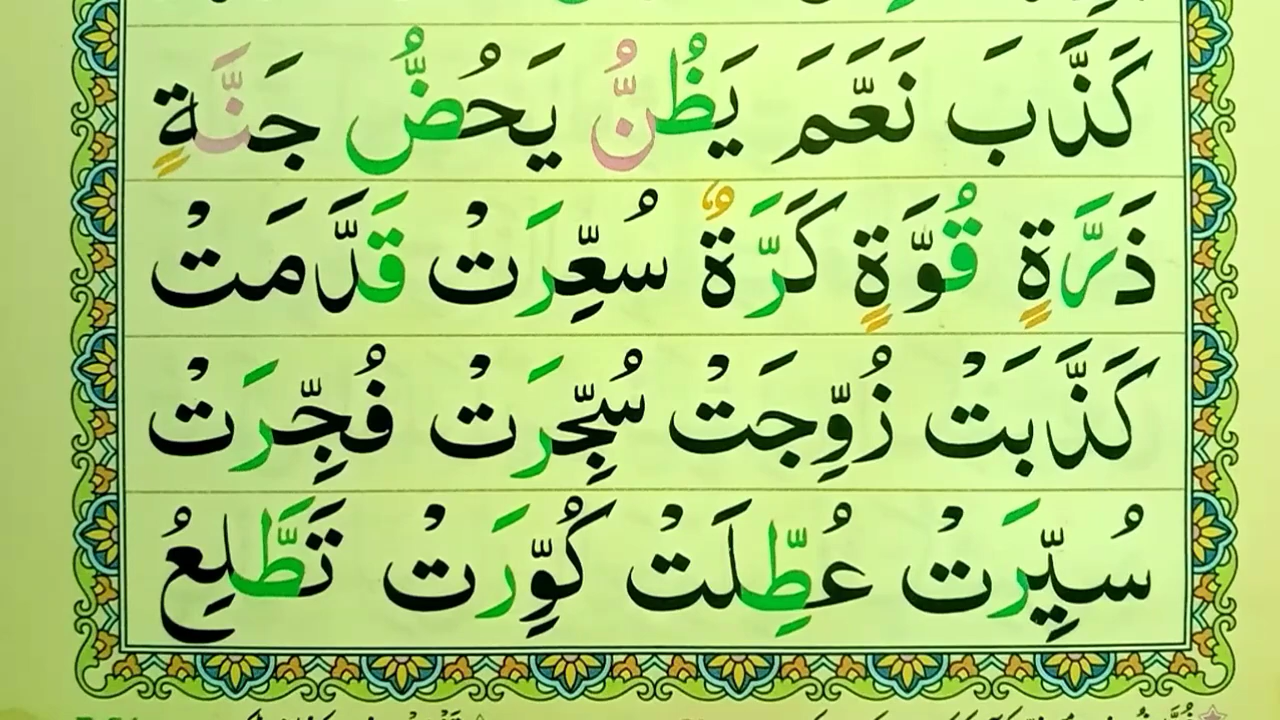 كَذَّبَ نَعَّمَ يَظُنُّ يَحُضُّ جَنَّةٍ
ذَرَّةٍ قُوَّةٍ كَرَّةٌ سُعِّرَتْ قَدَّمَتْ
كَذَّبَتْ زُوِّجَتْ سُجِّرَتْ فُجِّرَتْ
سُيِّرَتْ عُطِّلَتْ كُوِّرَتْ تَطَّلِعُ